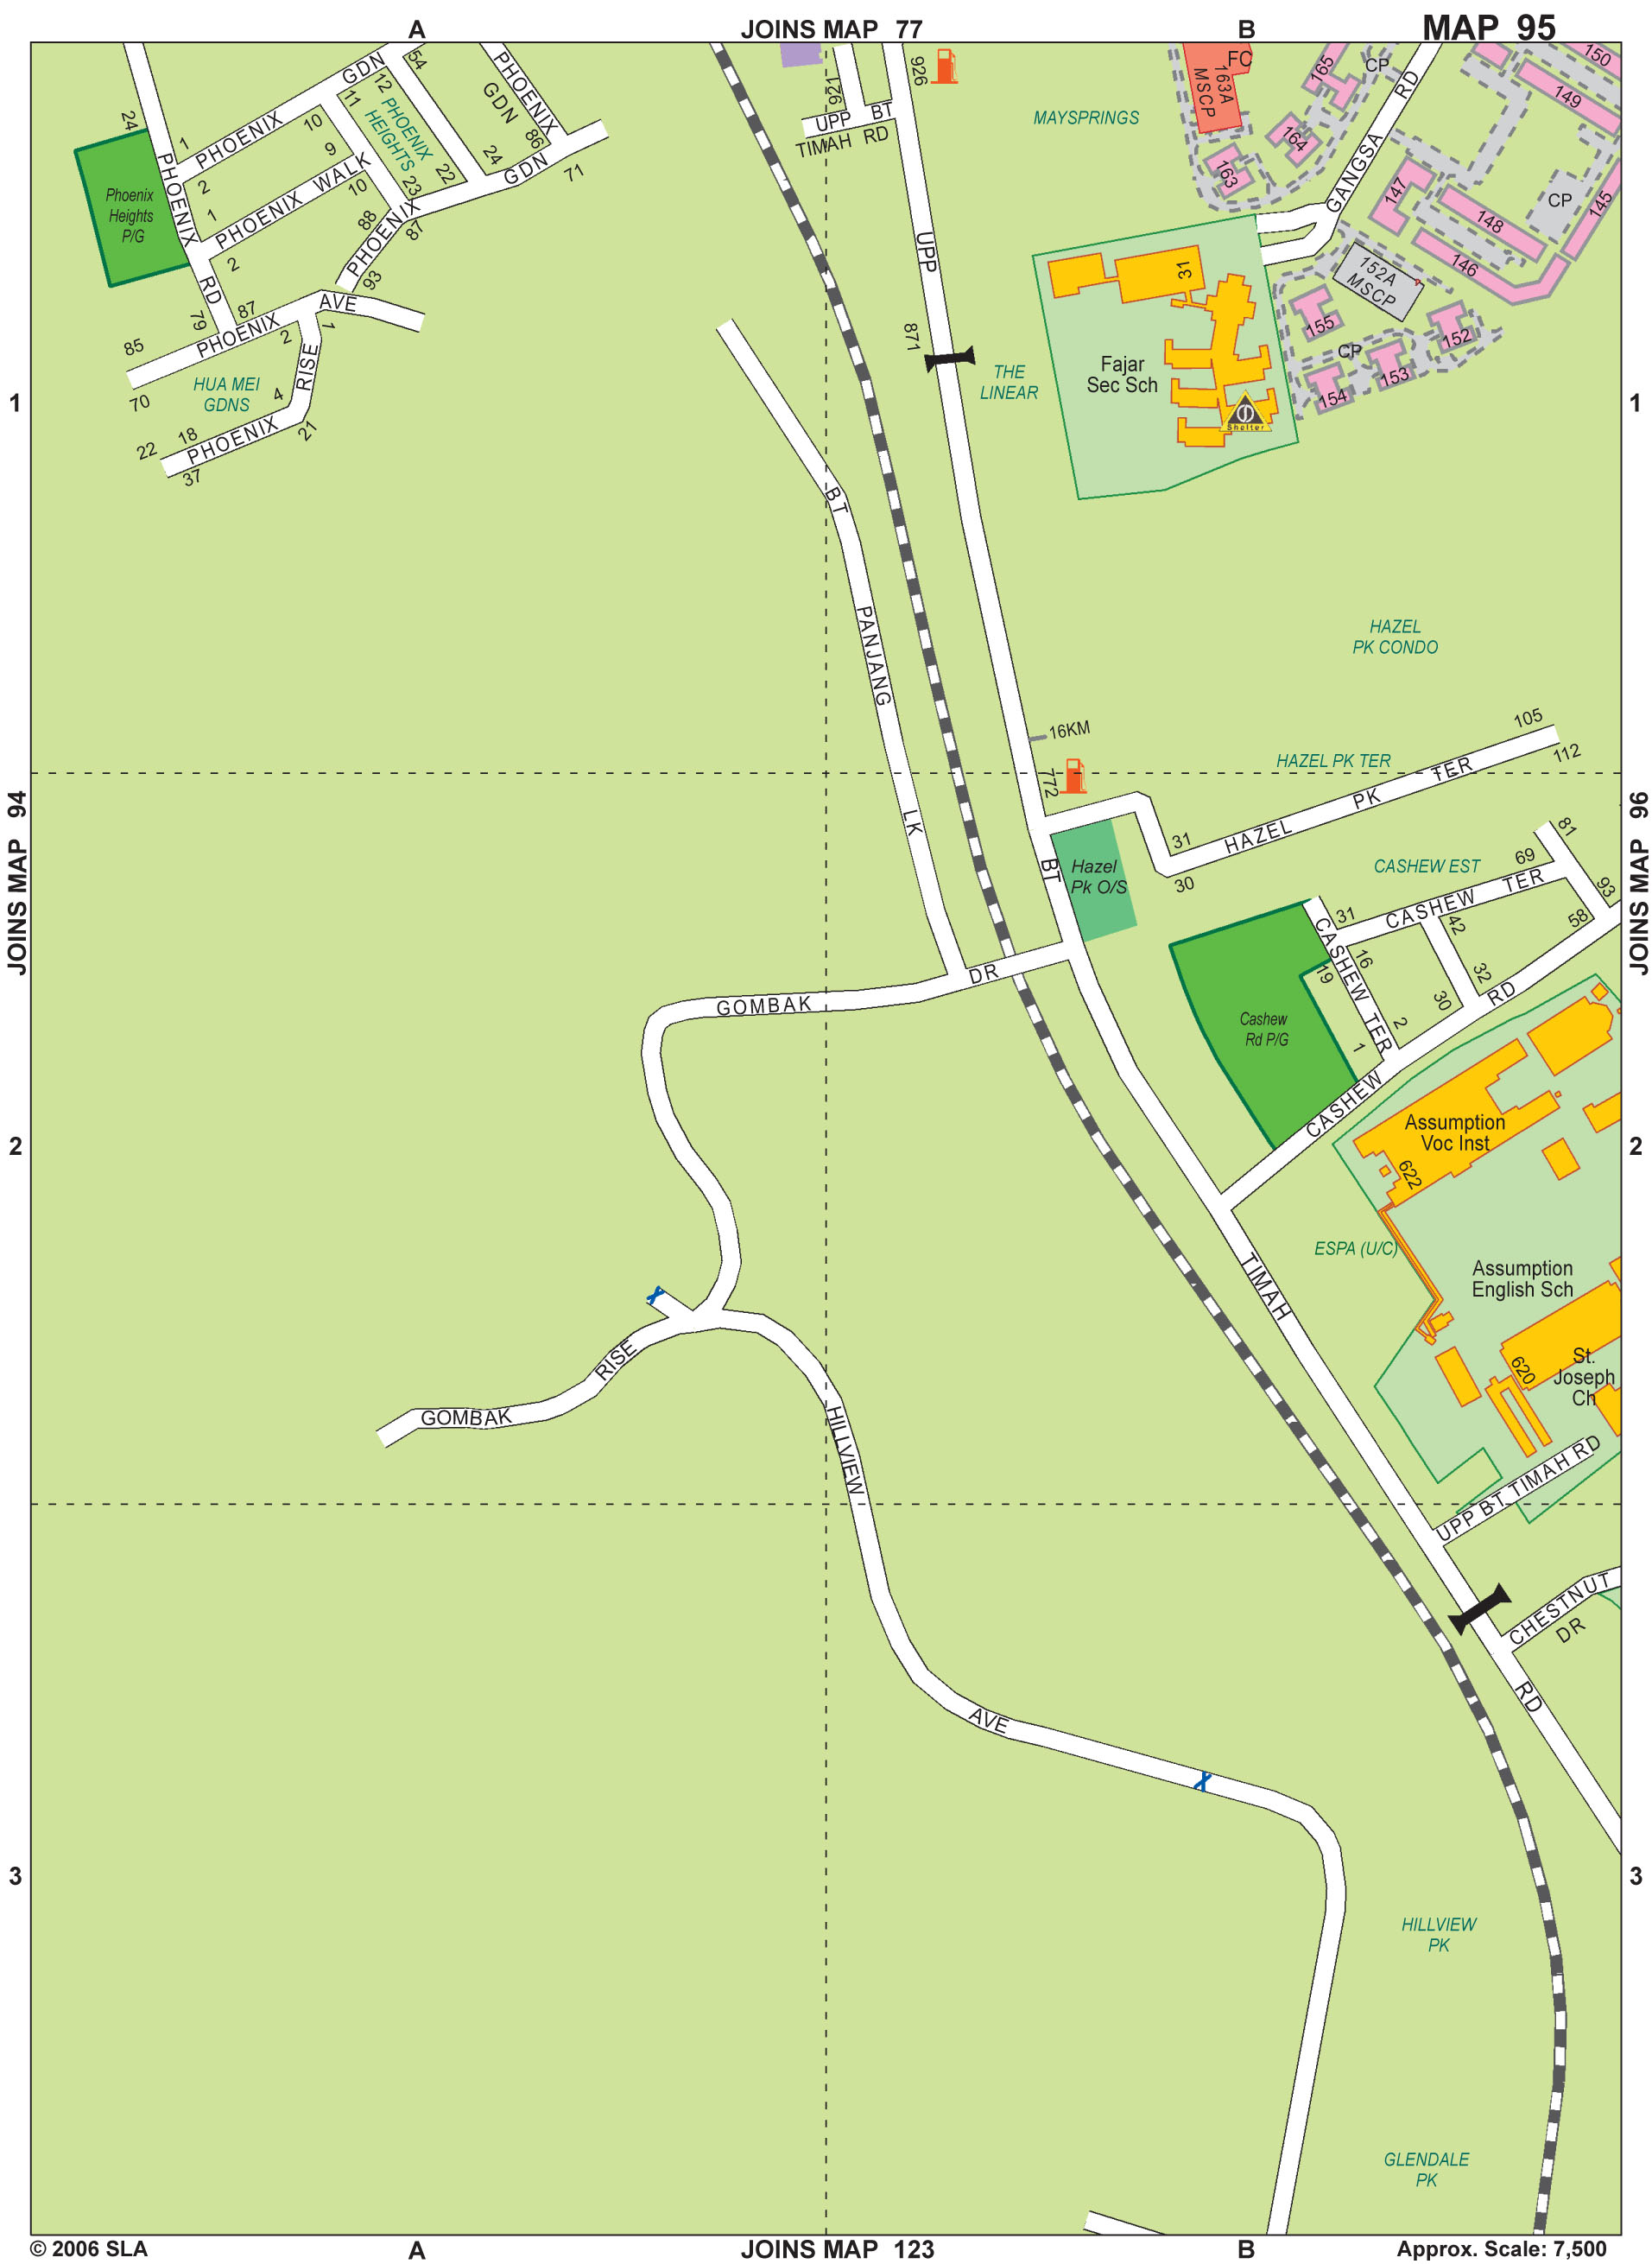 A
JOINS MAP 77
B
MAP 95
54
GDN
12
11
PHOENIX
GDN
PHOENIX
HEIGHTS
10
24
1
PHOENIX
9
86
24
GDN
71
22
23
WALK
10
2
1
PHOENIX
PHOENIX
Phoenix
Heights
P/G
88
PHOENIX
87
93
2
RD
79
87
AVE
1
2
PHOENIX
85
70
HUA MEI
GDNS
RISE
4
18
22
PHOENIX
21
37
921
926
UPP BT
TIMAH RD
MAYSPRINGS
FC
163A
MSCP
165
CP
RD
150
149
164
163
GANGSA
147
148
CP
145
146
152A
MSCP
31
UPP
871
THE
LINEAR
Fajar
Sec Sch
Shelter
155
CP
152
153
154
1
1
BT
PANJANG
LK
HAZEL
PK CONDO
16KM
772
HAZEL PK TER
105
112
HAZEL PK TER
31
30
JOINS MAP 94
JOINS MAP 96
BT
Hazel
Pk O/S
CASHEW EST
81
69
93
CASHEW TER
58
31
42
CASHEW TER
16
19
32
30
RD
2
1
Cashew
Rd P/G
CASHEW
GOMBAK
DR
2
2
Assumption
Voc Inst
622
ESPA (U/C)
TIMAH
Assumption
English Sch
620
St.
Joseph
Ch
RISE
GOMBAK
HILLVIEW
UPP BT TIMAH RD
CHESTNUT
DR
RD
AVE
3
3
HILLVIEW
PK
GLENDALE
PK
© 2006 SLA
A
JOINS MAP 123
B
Approx. Scale: 7,500